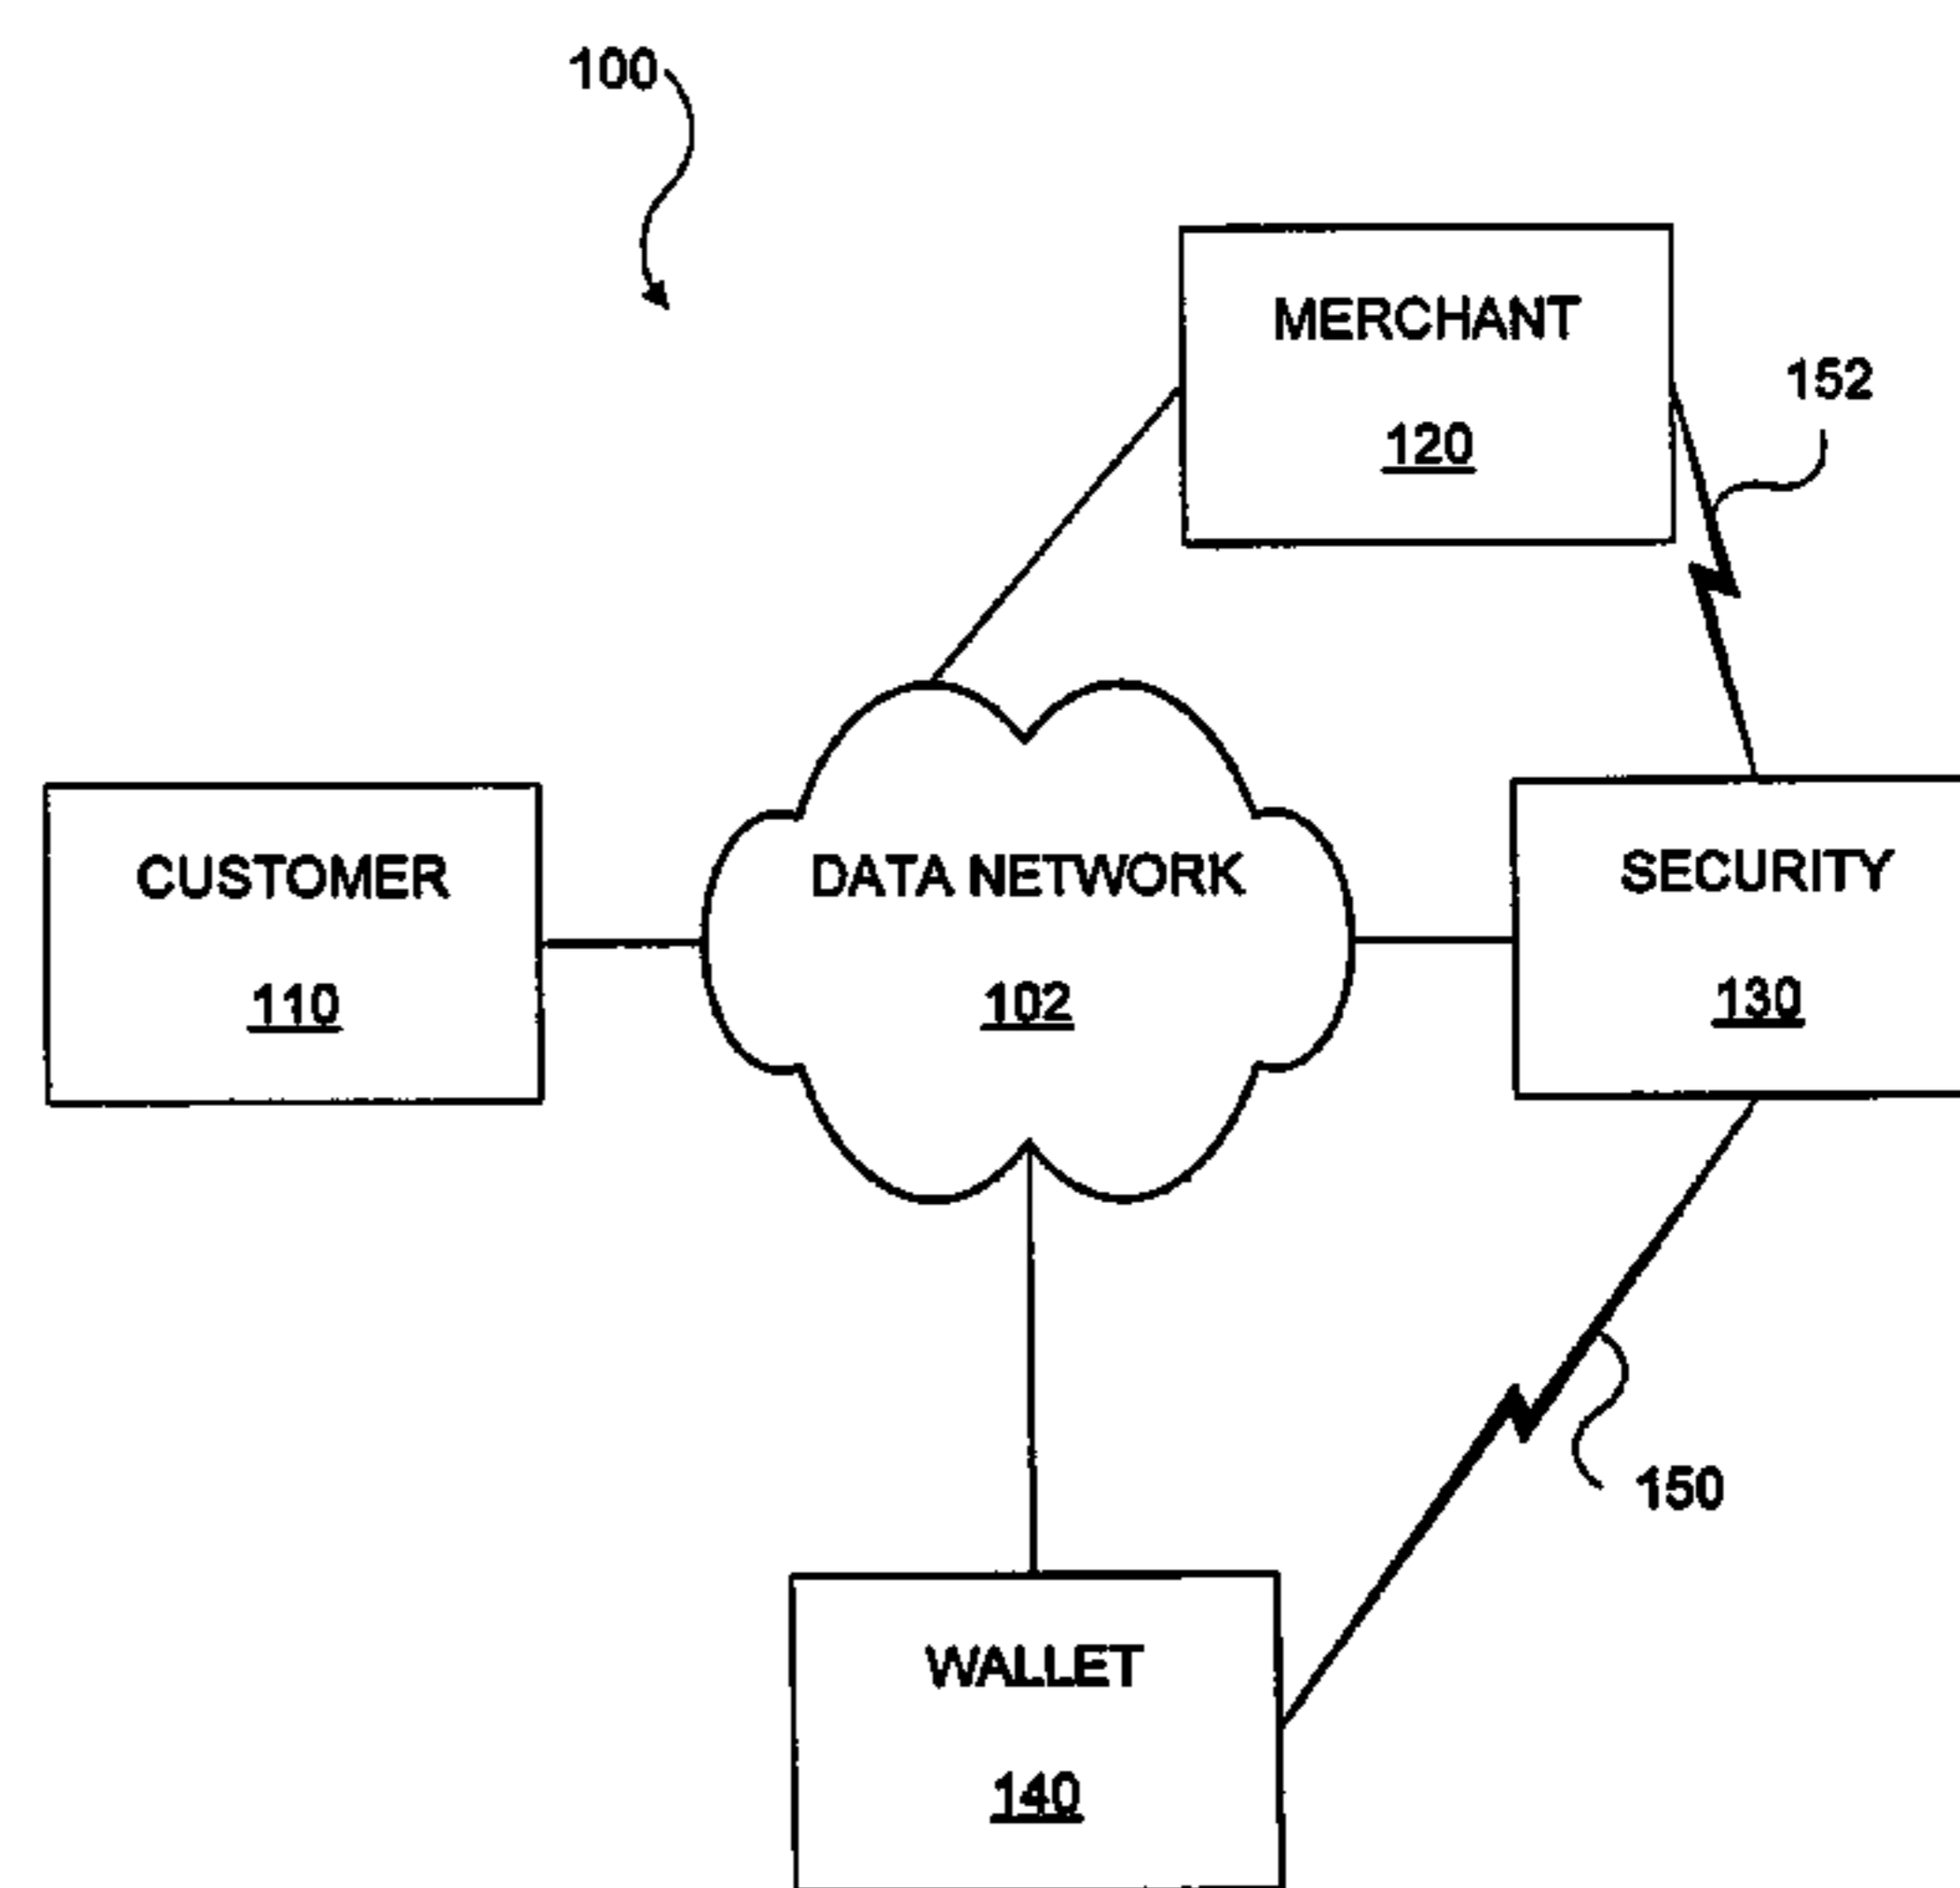 100
MERCHANT
120
152
CUSTOMER
110
DATA NETWORK
102
SECURITY
130
150
WALLET
140